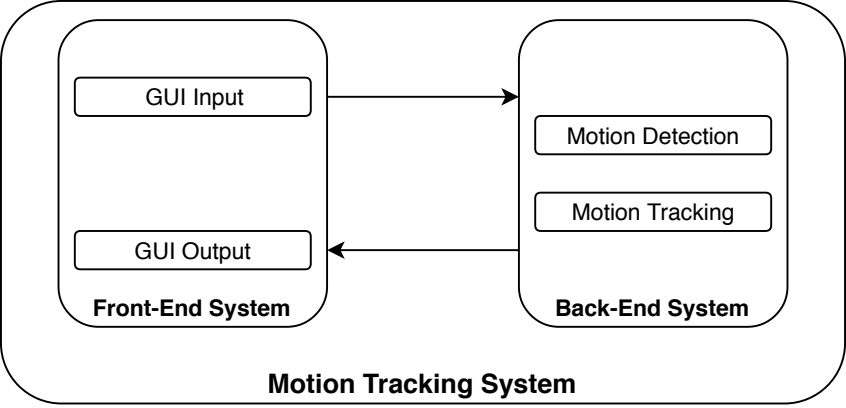 GUI Input
GUI Output
Front-End System
Motion Detection
Motion Tracking
Back-End System
Motion Tracking System